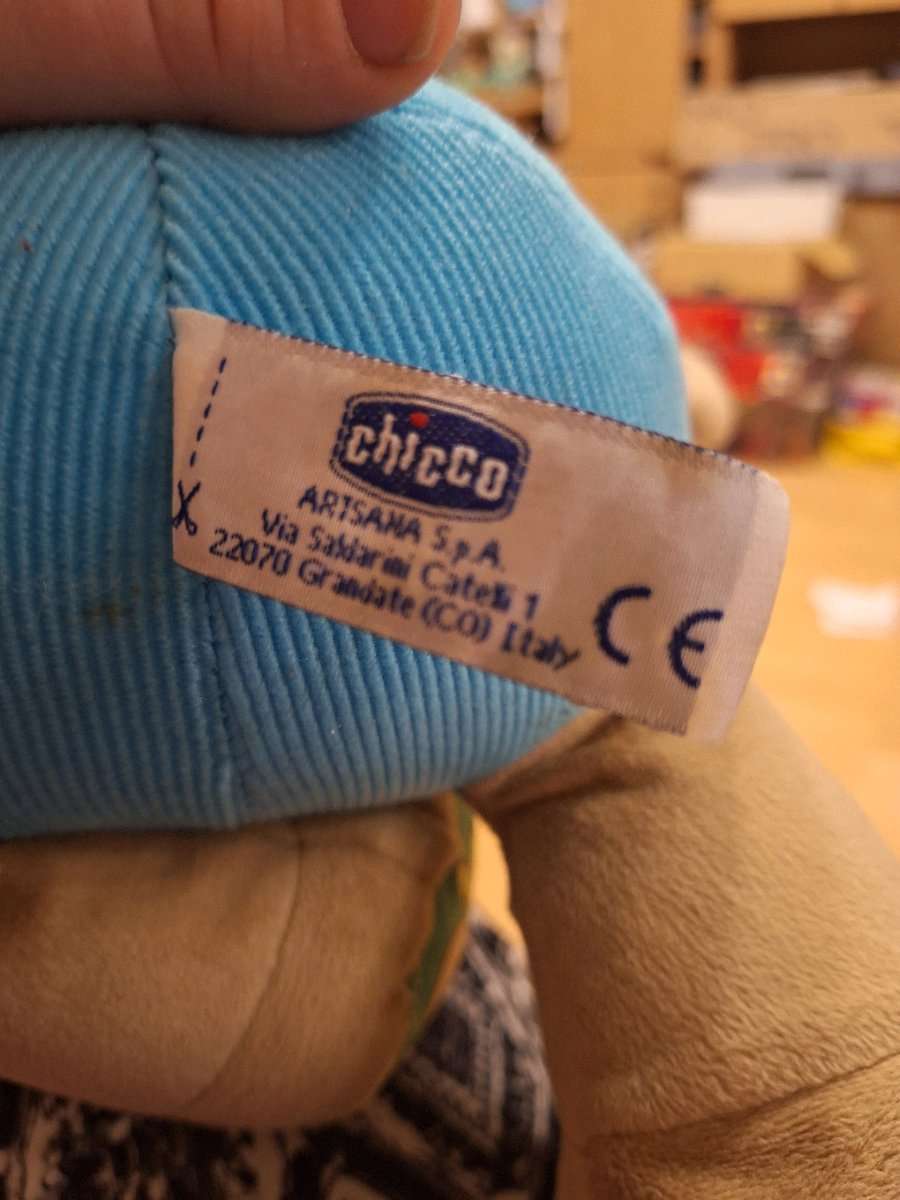 chicco
ARTSANA S.p.A.
Via Saldarini Catelli 1
22070 Grandate (CO) Italy
CE